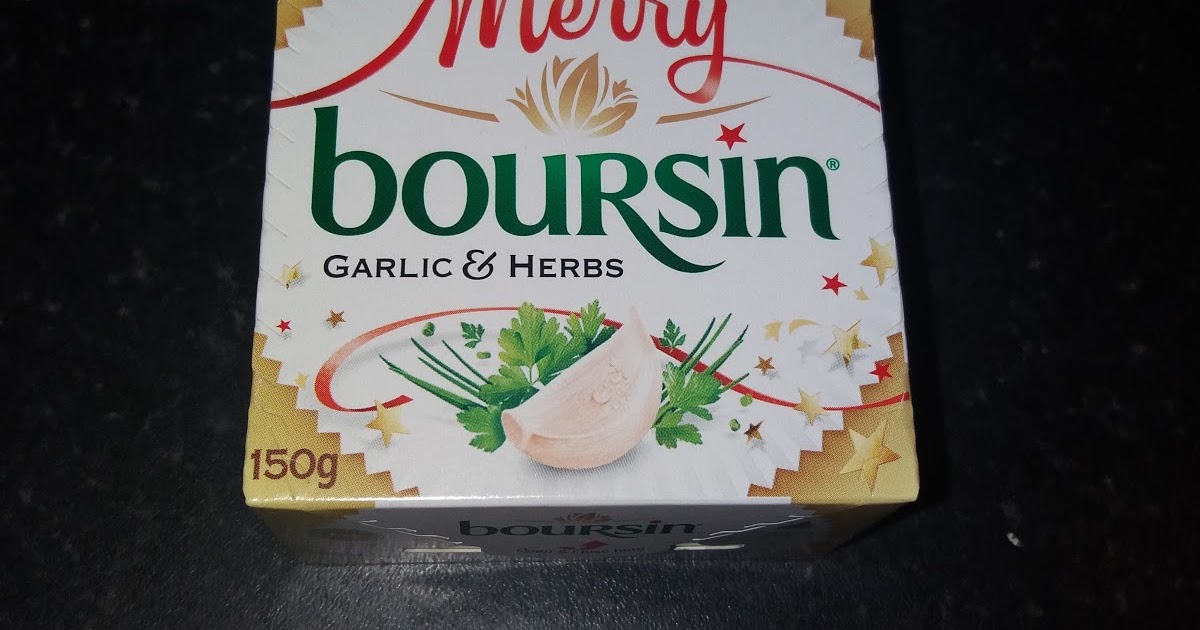 Merry
boursin®
GARLIC & HERBS
150g
boursin